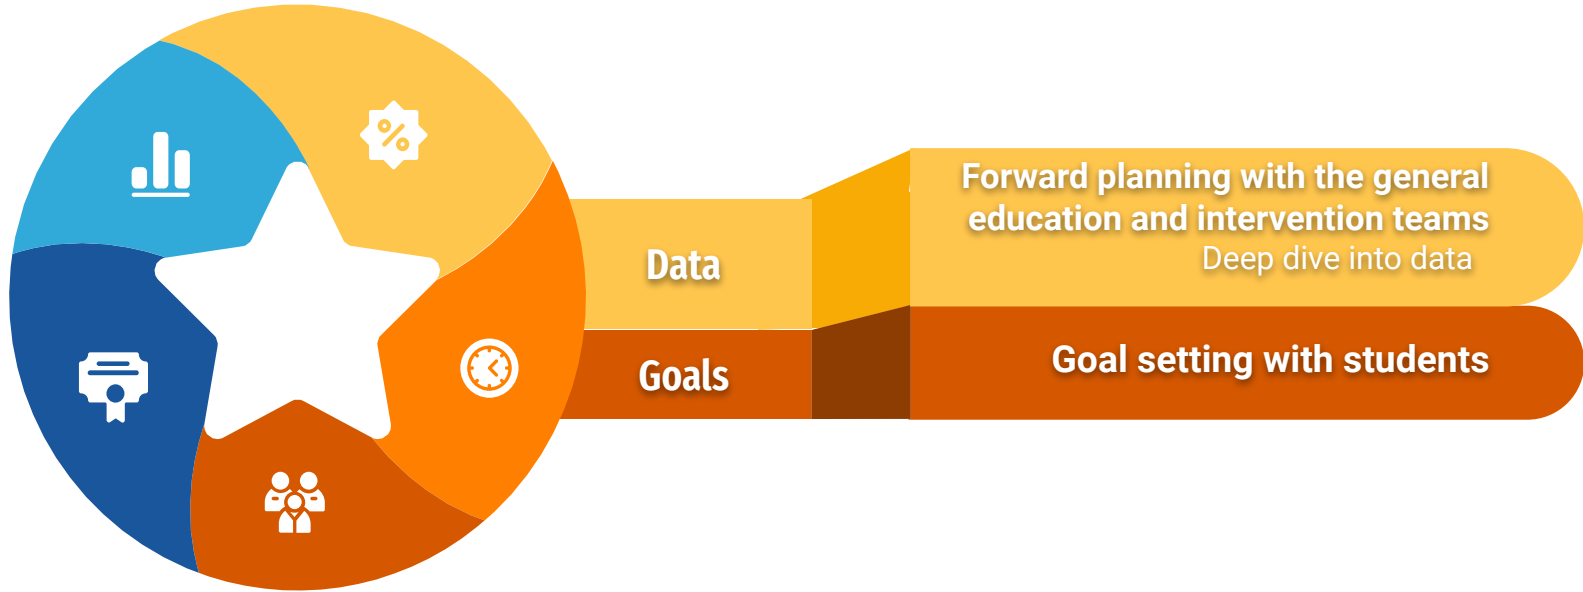 Data
Forward planning with the general
education and intervention teams
Deep dive into data
Goals
Goal setting with students